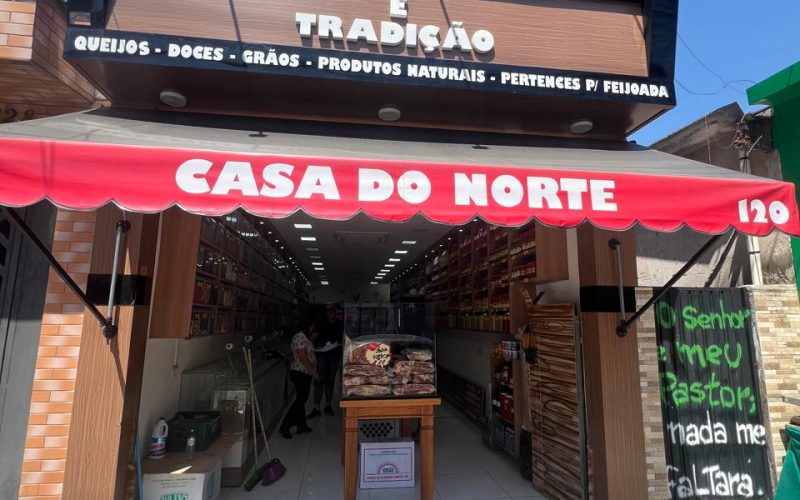 E
TRADIÇÃO
QUEIJOS - DOCES - GRÃOS - PRODUTOS NATURAIS - PERTENCES P/ FEIJOADA
CASA DO NORTE
120
O Senhor
e meu
Pastor,
nada me
FaLTará